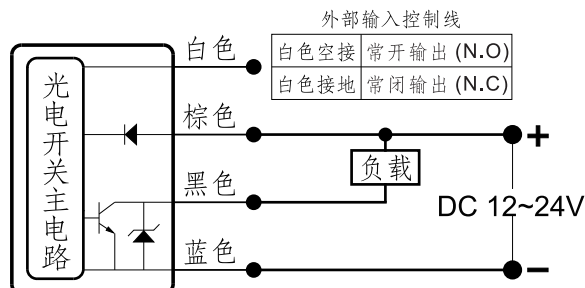 外部输入控制线
白色空接 常开输出 (N.O)
白色接地 常闭输出 (N.C)
白色
棕色
黑色
蓝色
光电开关主电路
负载
+
DC 12~24V
−